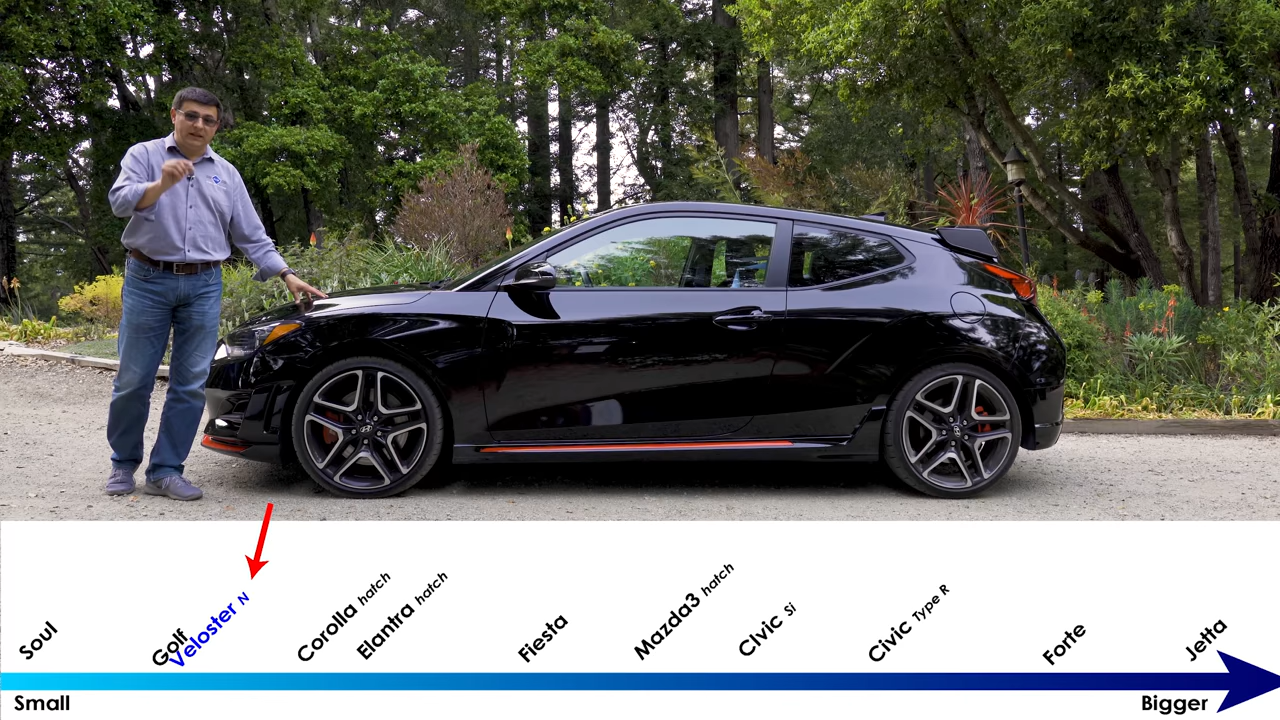 Soul
Golf
Veloster N
Corolla hatch
Elantra hatch
Fiesta
Mazda3 hatch
CIvic Si
Civic Type R
Forte
Jetta
Small
Bigger